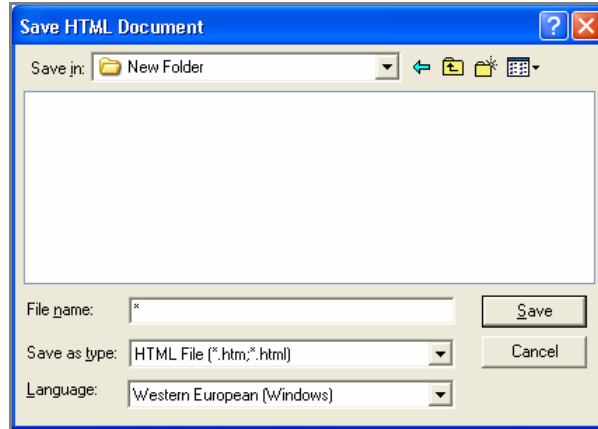 Save HTML Document
Save in: New Folder
File name: *
Save
Save as type: HTML File (*.htm;*.html)
Cancel
Language: Western European (Windows)